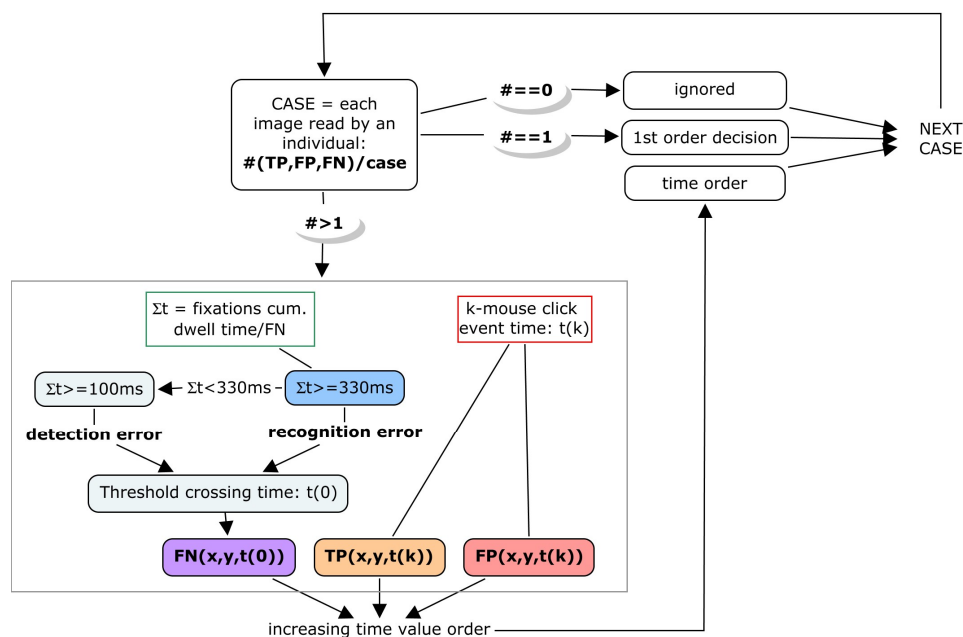 CASE = each
image read by an
individual:
#(TP,FP,FN)/case
#==0
ignored
#==1
1st order decision
time order
NEXT
CASE
#>1
Σt = fixations cum.
dwell time/FN
k-mouse click
event time: t(k)
Σt>=100ms
Σt<330ms
Σt>=330ms
detection error
recognition error
Threshold crossing time: t(0)
FN(x,y,t(0))
TP(x,y,t(k))
FP(x,y,t(k))
increasing time value order